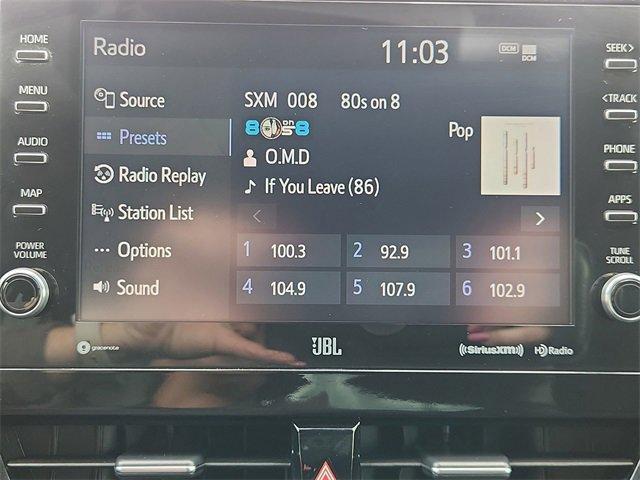 HOME
MENU
AUDIO
MAP
POWER
VOLUME
Radio
11:03
DCM
DCM
Source
Presets
Radio Replay
Station List
Options
Sound
SXM 008 80s on 8
8 on 80s 8
Pop
O.M.D
If You Leave (86)
1 100.3
2 92.9
3 101.1
4 104.9
5 107.9
6 102.9
SEEK>
<TRACK
PHONE
APPS
TUNE
SCROLL
gracenote
JBL
((SiriusXM))
HD Radio